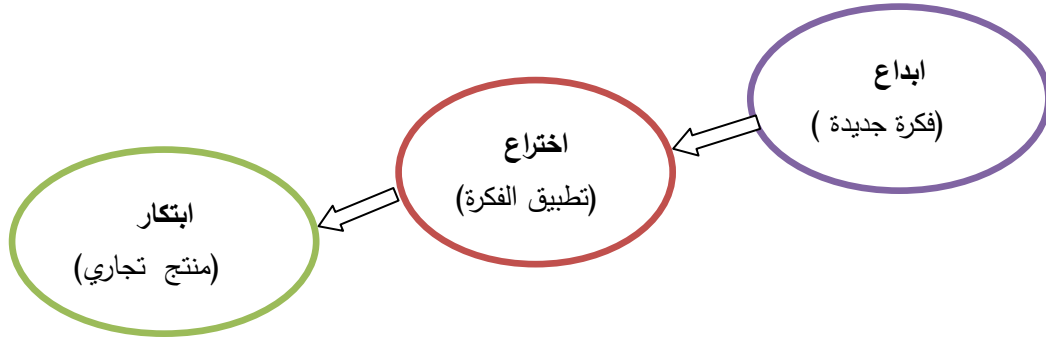 ابداع
(فكرة جديدة )
اختراع
(تطبيق الفكرة)
ابتكار
(منتج تجاري)